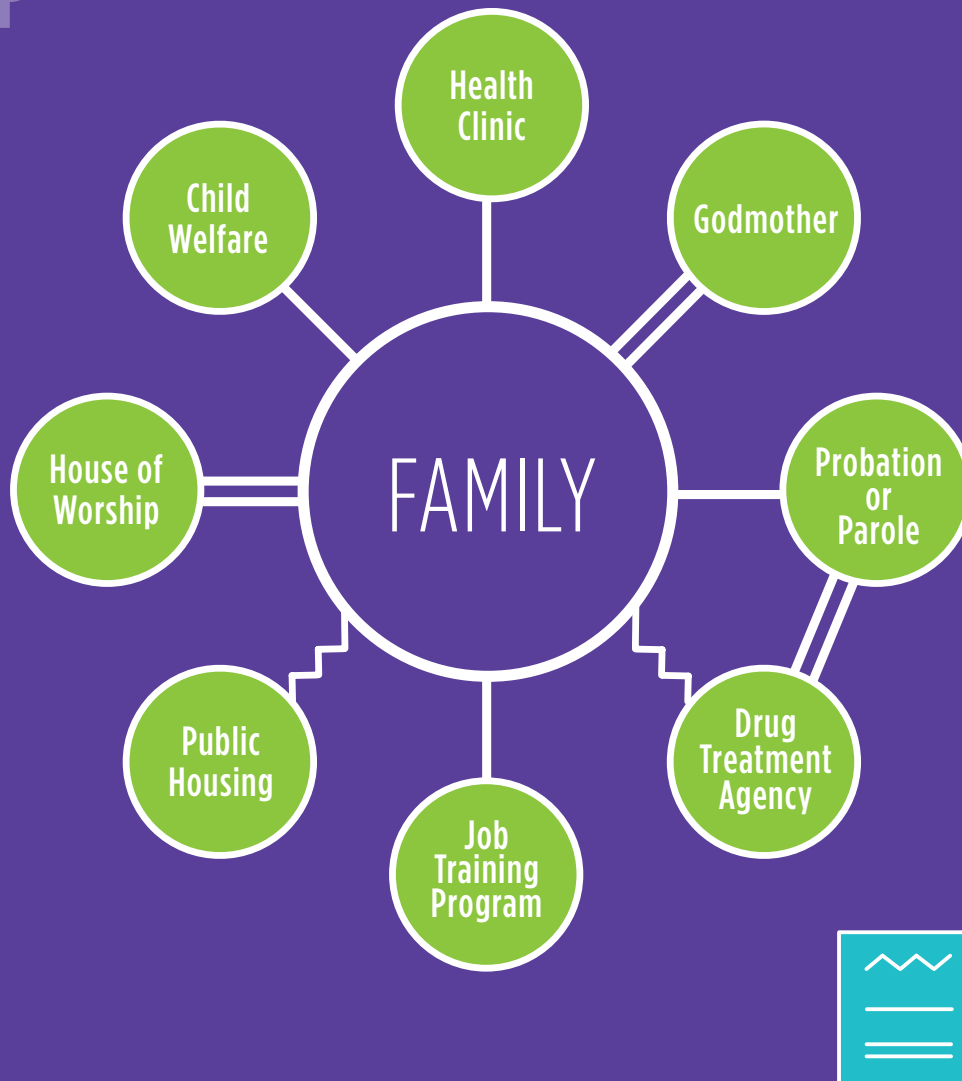 Health
Clinic
Child
Welfare
Godmother
House of
Worship
FAMILY
Probation
or
Parole
Public
Housing
Drug
Treatment
Agency
Job
Training
Program